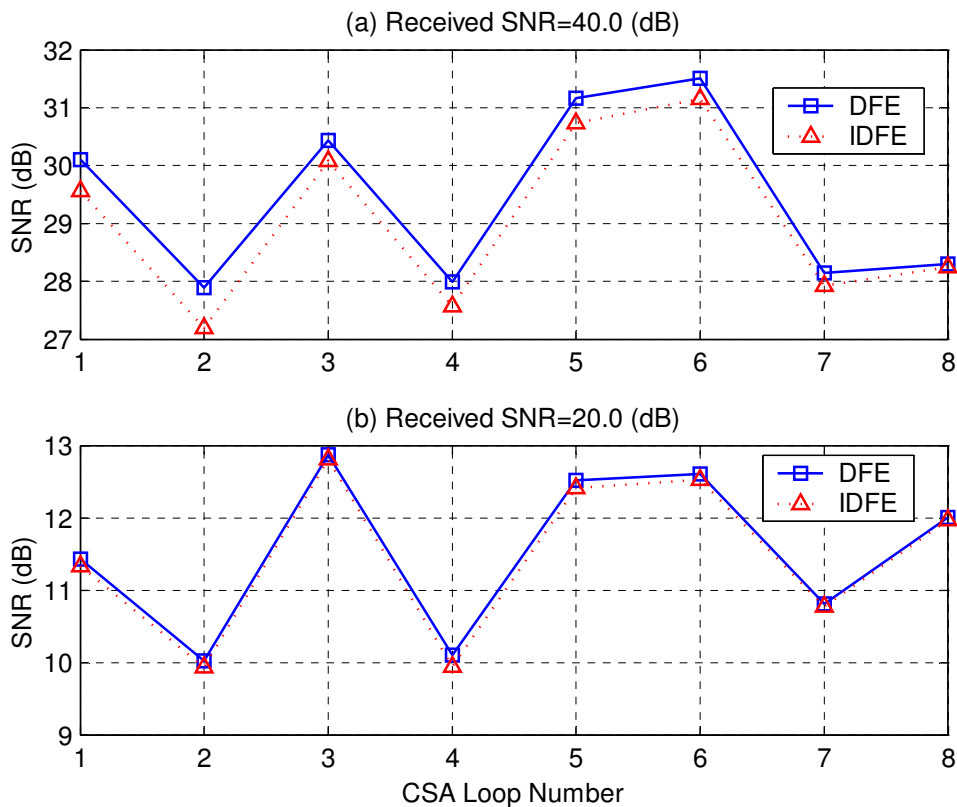 (a) Received SNR=40.0 (dB)
32
31
30
29
28
27
SNR (dB)
DFE
IDFE
1 2 3 4 5 6 7 8
(b) Received SNR=20.0 (dB)
13
12
11
10
9
SNR (dB)
DFE
IDFE
1 2 3 4 5 6 7 8
CSA Loop Number